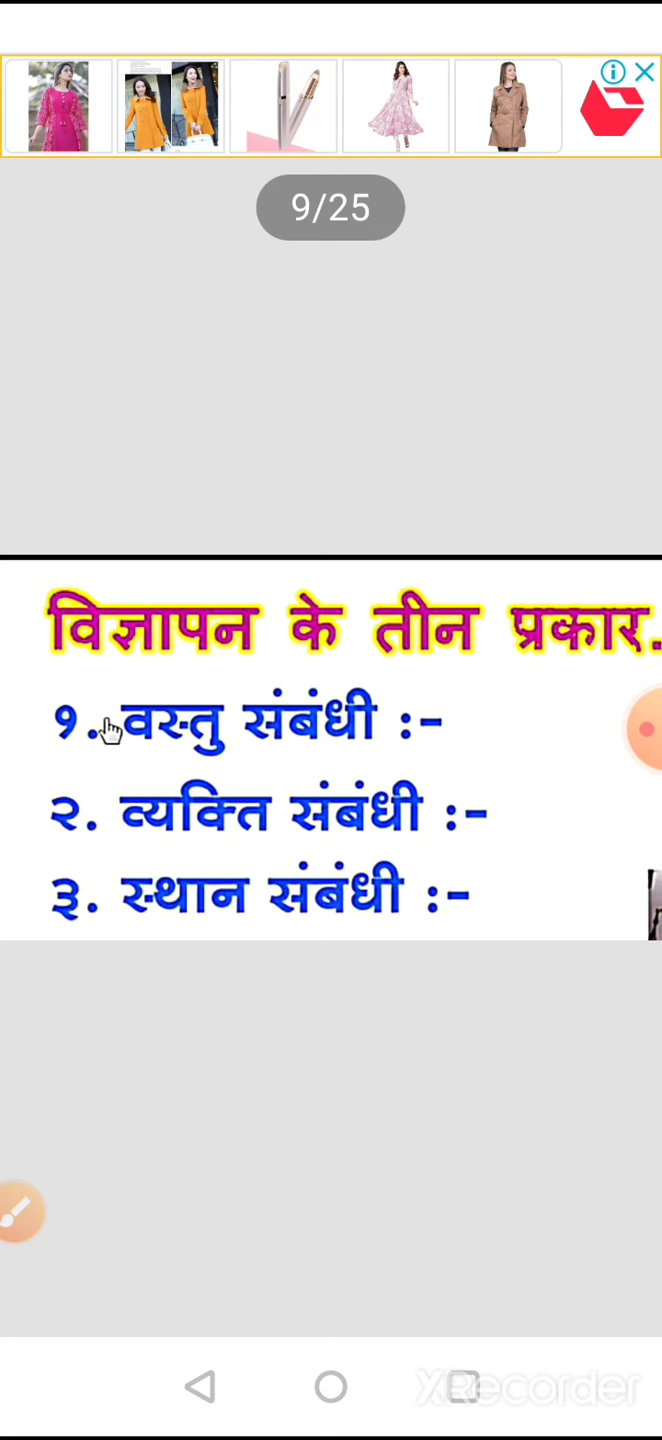 9/25
विज्ञापन के तीन प्रकार.
१. वस्तु संबंधी :-
२. व्यक्ति संबंधी :-
३. स्थान संबंधी :-
XRecorder